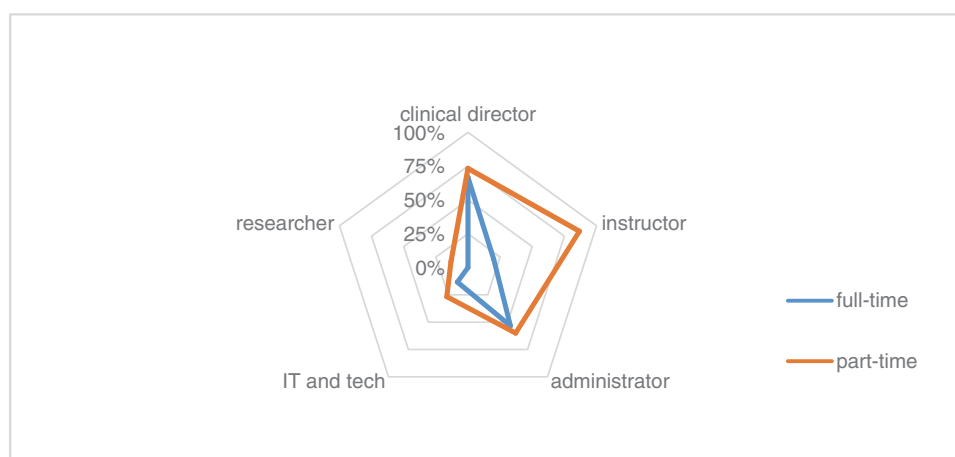 clinical director
100%
75%
50%
25%
0%
researcher
instructor
IT and tech
administrator
full-time
part-time